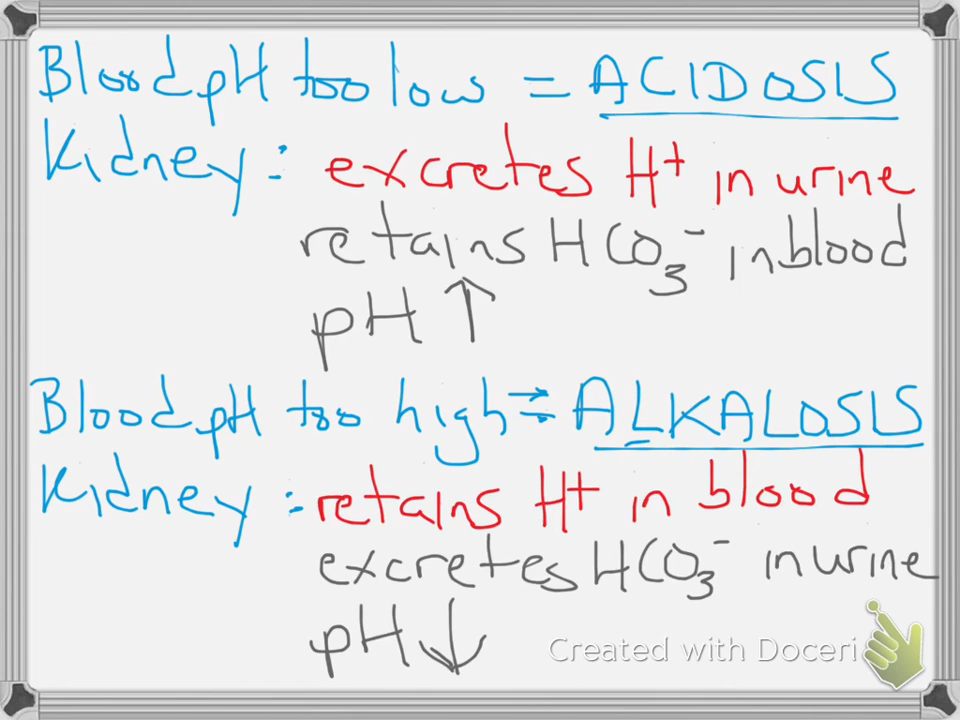 Blood pH too low = ACIDOSIS
Kidney: excretes H⁺ in urine
retains HCO₃⁻ in blood
pH ↑
Blood pH too high = ALKALOSIS
Kidney: retains H⁺ in blood
excretes HCO₃⁻ in urine
pH ↓
Created with Doceri